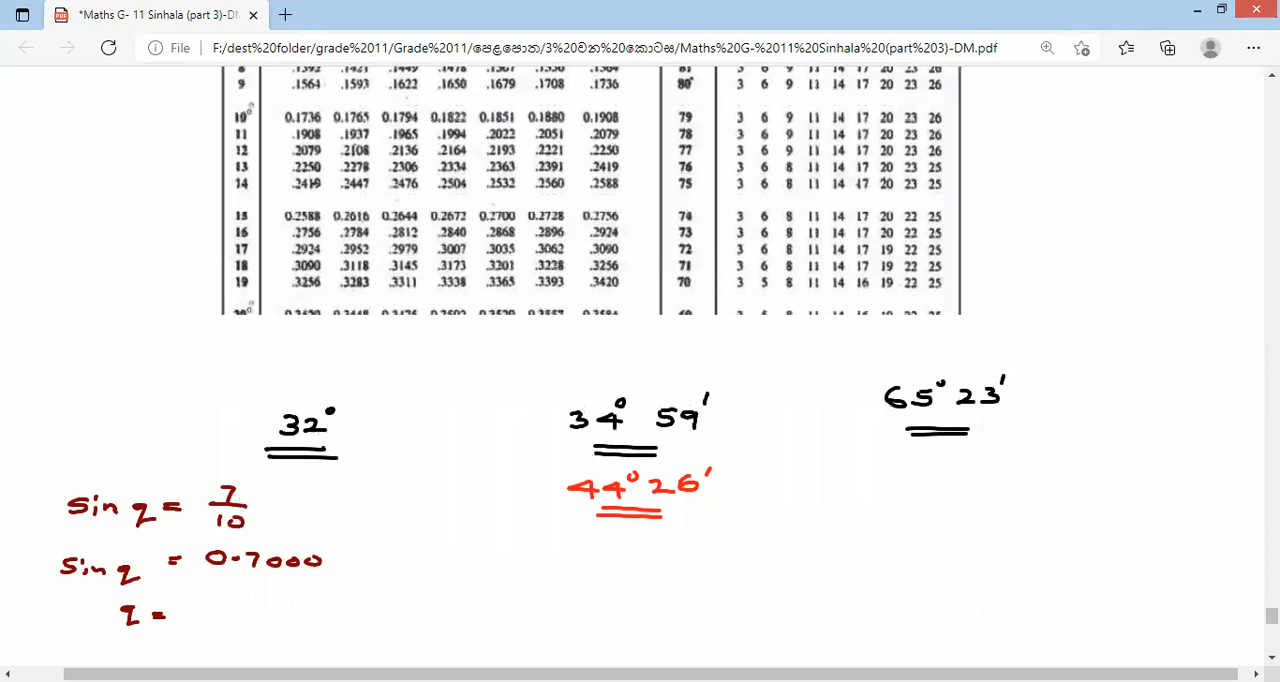 *Maths G- 11 Sinhala (part 3)-DM
File F:/dest%20folder/grade%2011/Grade%2011/පෙළපොත/3%20වන%20කොටස/Maths%20G-%2011%20Sinhala%20(part%203)-DM.pdf
9 .1564 .1593 .1622 .1650 .1679 .1708 .1736 80° 3 6 9 11 14 17 20 23 26
10° 0.1736 0.1765 0.1794 0.1822 0.1851 0.1880 0.1908 79 3 6 9 11 14 17 20 23 26
11 .1908 .1937 .1965 .1994 .2022 .2051 .2079 78 3 6 9 11 14 17 20 23 26
12 .2079 .2108 .2136 .2164 .2193 .2221 .2250 77 3 6 9 11 14 17 20 23 26
13 .2250 .2278 .2306 .2334 .2363 .2391 .2419 76 3 6 8 11 14 17 20 23 25
14 .2419 .2447 .2476 .2504 .2532 .2560 .2588 75 3 6 8 11 14 17 20 23 25
15 0.2588 0.2616 0.2644 0.2672 0.2700 0.2728 0.2756 74 3 6 8 11 14 17 20 22 25
16 .2756 .2784 .2812 .2840 .2868 .2896 .2924 73 3 6 8 11 14 17 20 22 25
17 .2924 .2952 .2979 .3007 .3035 .3062 .3090 72 3 6 8 11 14 17 19 22 25
18 .3090 .3118 .3145 .3173 .3201 .3228 .3256 71 3 6 8 11 14 17 19 22 25
19 .3256 .3283 .3311 .3338 .3365 .3393 .3420 70 3 5 8 11 14 16 19 22 25
32° 34° 59' 65° 23'
44° 26'
sin q = 7/10
sin q = 0.7000
q =